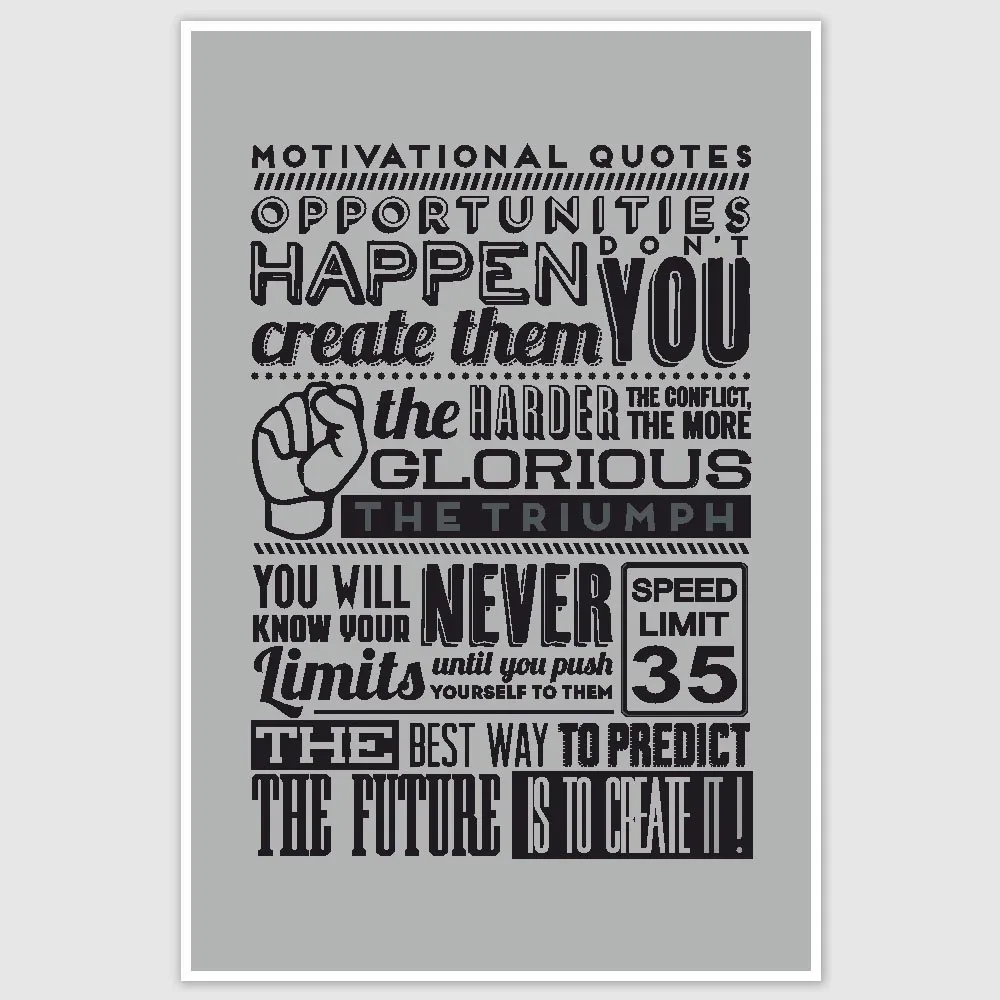 MOTIVATIONAL QUOTES
OPPORTUNITIES
HAPPEN DON'T
create them YOU
the HARDER THE CONFLICT,
THE MORE
GLORIOUS
THE TRIUMPH
YOU WILL NEVER
KNOW YOUR
Limits until you push
YOURSELF TO THEM
SPEED
LIMIT
35
THE BEST WAY TO PREDICT
THE FUTURE IS TO CREATE IT!